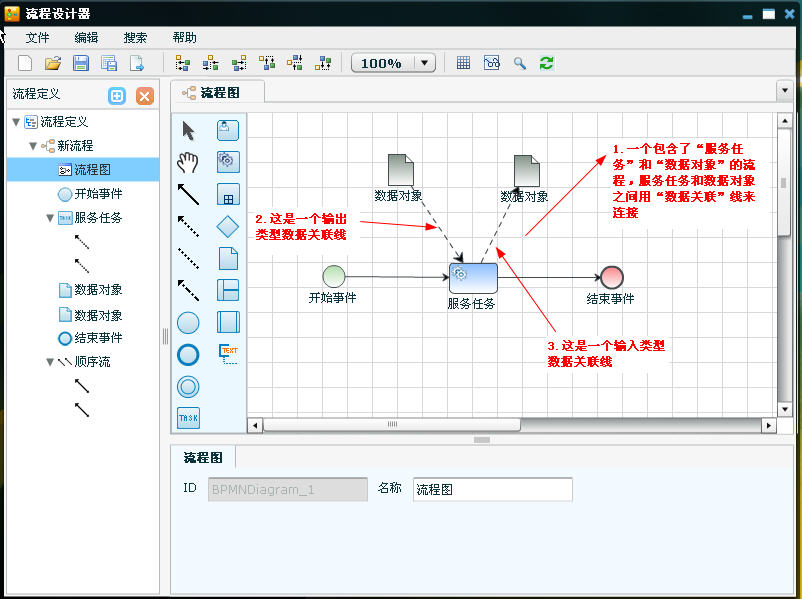 流程设计器
文件 编辑 搜索 帮助
100%
流程定义
流程图
流程定义
新流程
流程图
开始事件
服务任务
数据对象
数据对象
结束事件
顺序流
TASK
TEXT
TASK
1.一个包含了“服务任
务”和“数据对象”的流
程，服务任务和数据对象
之间用“数据关联”线来
连接
数据对象
数据对象
2.这是一个输出
类型数据关联线
开始事件
服务任务
结束事件
3.这是一个输入类型
数据关联线
流程图
ID BPMNDiagram_1 名称 流程图